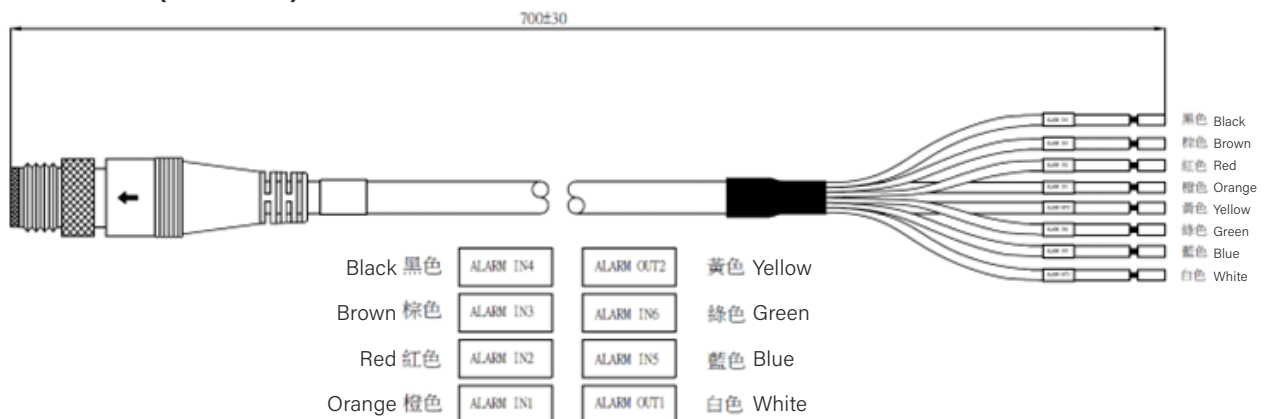 700±30
黑色 Black
棕色 Brown
紅色 Red
橙色 Orange
黃色 Yellow
綠色 Green
藍色 Blue
白色 White
Black 黑色 ALARM IN4 ALARM OUT2 黃色 Yellow
Brown 棕色 ALARM IN3 ALARM IN6 綠色 Green
Red 紅色 ALARM IN2 ALARM IN5 藍色 Blue
Orange 橙色 ALARM IN1 ALARM OUT1 白色 White